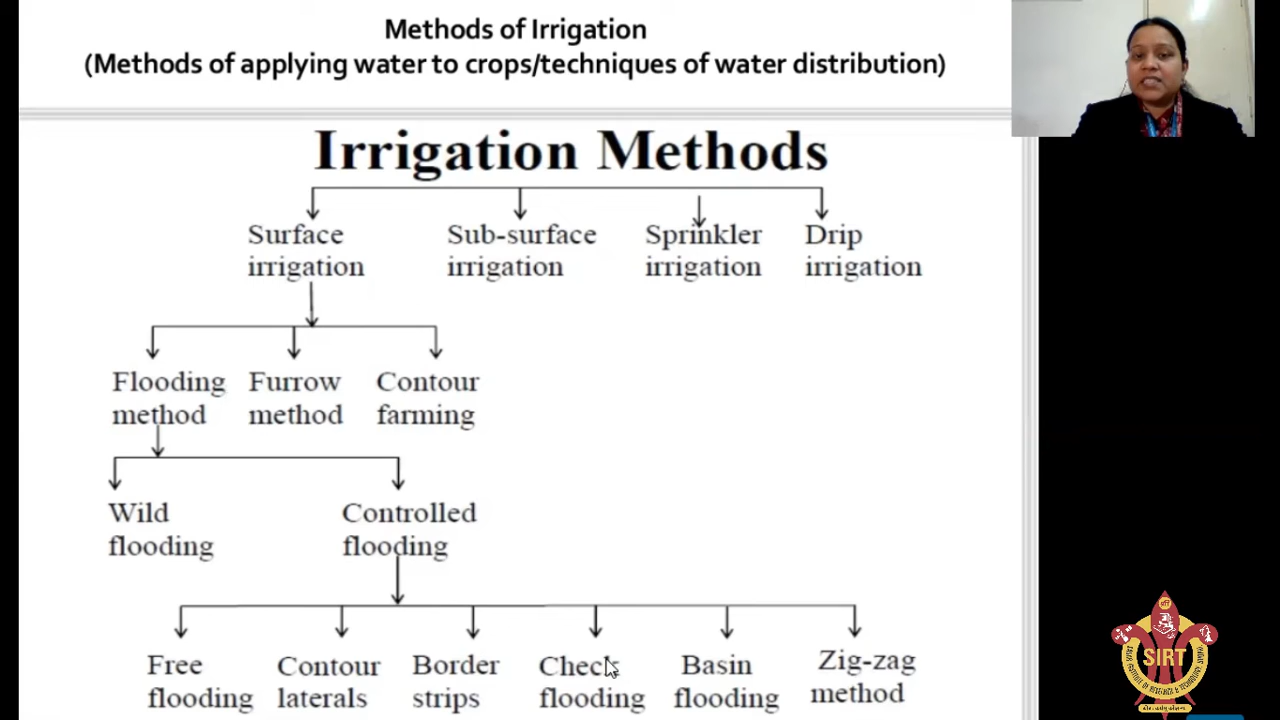 Methods of Irrigation
(Methods of applying water to crops/techniques of water distribution)
Irrigation Methods
Surface irrigation
Sub-surface irrigation
Sprinkler irrigation
Drip irrigation
Flooding method
Furrow method
Contour farming
Wild flooding
Controlled flooding
Free flooding
Contour laterals
Border strips
Check flooding
Basin flooding
Zig-zag method
SIRT